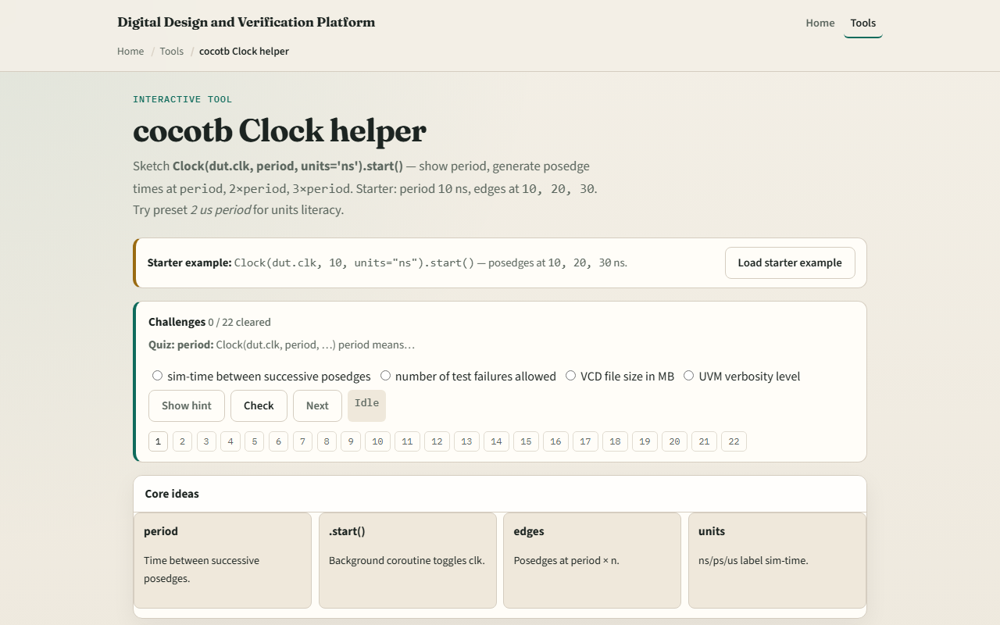 Digital Design and Verification Platform
Home
Tools
Home / Tools / cocotb Clock helper
INTERACTIVE TOOL
cocotb Clock helper
Sketch Clock(dut.clk, period, units='ns').start() — show period, generate posedge
times at period, 2×period, 3×period. Starter: period 10 ns, edges at 10, 20, 30.
Try preset 2 us period for units literacy.
Starter example: Clock(dut.clk, 10, units="ns").start() — posedges at 10, 20, 30 ns.
Load starter example
Challenges 0 / 22 cleared
Quiz: period: Clock(dut.clk, period, …) period means…
sim-time between successive posedges
number of test failures allowed
VCD file size in MB
UVM verbosity level
Show hint
Check
Next
Idle
1 2 3 4 5 6 7 8 9 10 11 12 13 14 15 16 17 18 19 20 21 22
Core ideas
period
Time between successive
posedges.
.start()
Background coroutine toggles clk.
edges
Posedges at period × n.
units
ns/ps/us label sim-time.